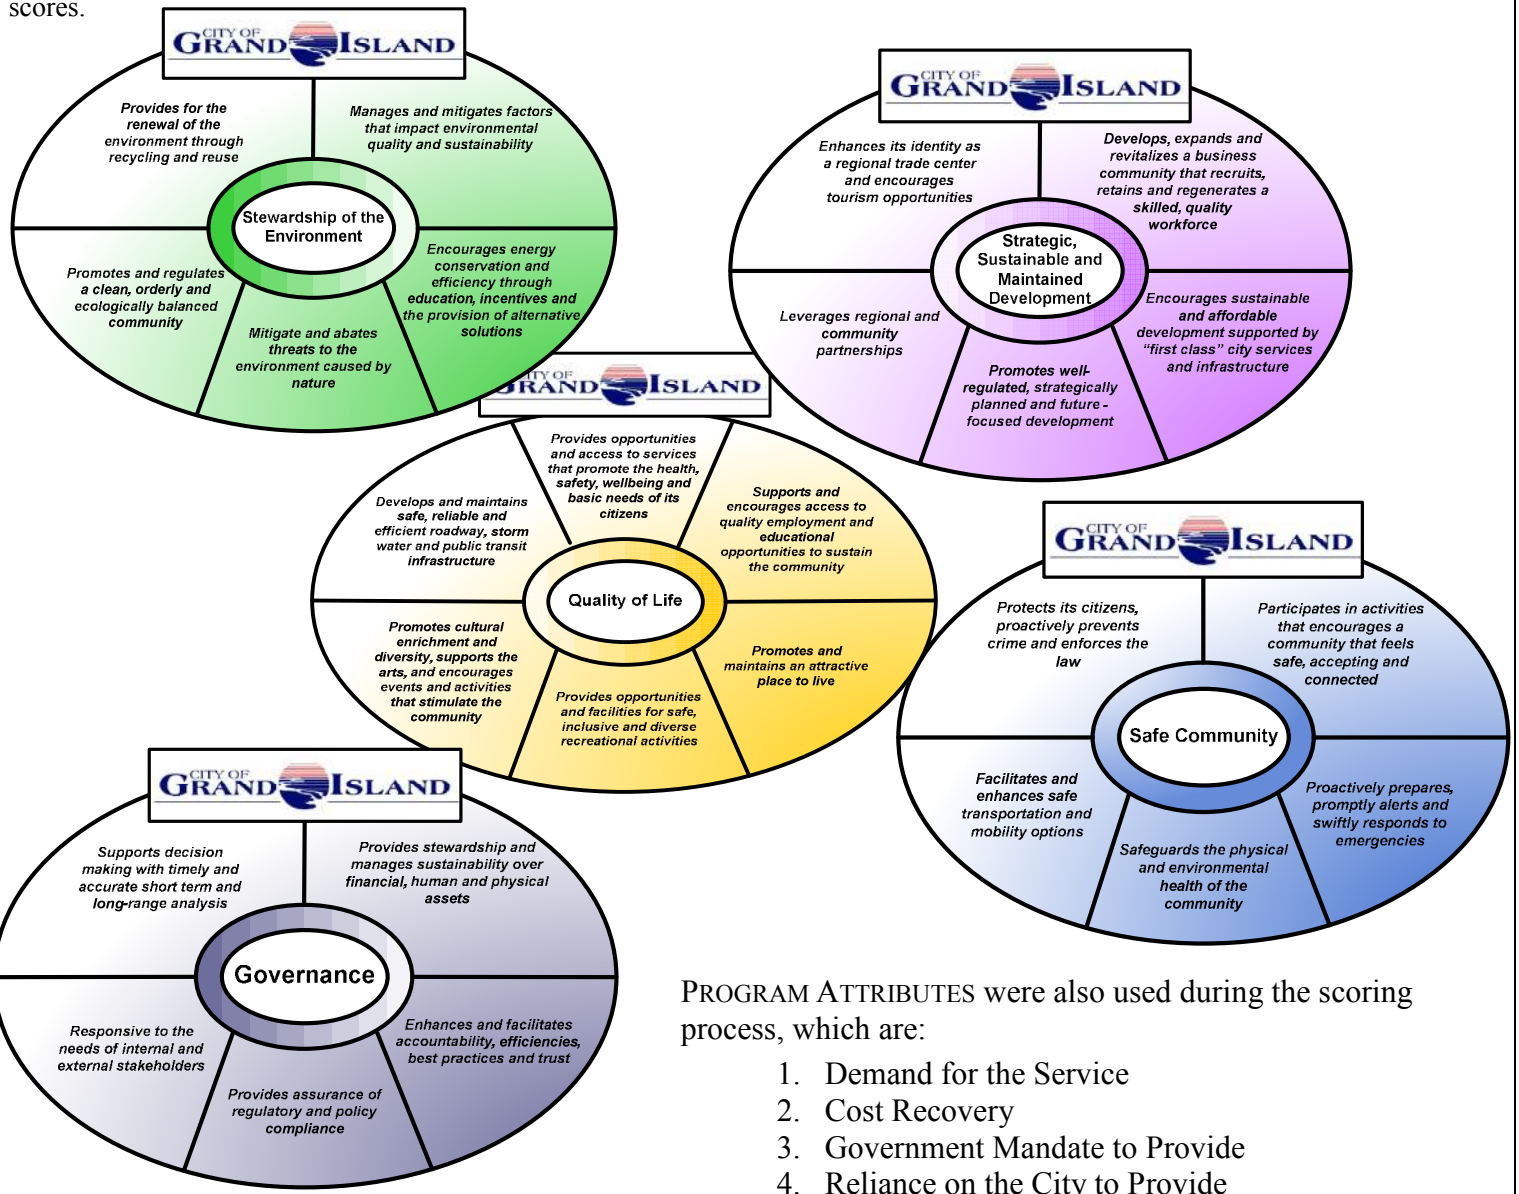 scores.
CITY OF
GRAND ISLAND
Provides for the
renewal of the
environment through
recycling and reuse
Manages and mitigates factors
that impact environmental
quality and sustainability
Stewardship of the
Environment
Promotes and regulates
a clean, orderly and
ecologically balanced
community
Mitigate and abates
threats to the
environment caused by
nature
Encourages energy
conservation and
efficiency through
education, incentives and
the provision of alternative
solutions
CITY OF
GRAND ISLAND
Enhances its identity as
a regional trade center
and encourages
tourism opportunities
Develops, expands and
revitalizes a business
community that recruits,
retains and regenerates a
skilled, quality
workforce
Strategic,
Sustainable and
Maintained
Development
Leverages regional and
community
partnerships
Promotes well-
regulated, strategically
planned and future -
focused development
Encourages sustainable
and affordable
development supported by
“first class” city services
and infrastructure
CITY OF
GRAND ISLAND
Provides opportunities
and access to services
that promote the health,
safety, wellbeing and
basic needs of its
citizens
Develops and maintains
safe, reliable and
efficient roadway, storm
water and public transit
infrastructure
Supports and
encourages access to
quality employment and
educational
opportunities to sustain
the community
Quality of Life
Promotes cultural
enrichment and
diversity, supports the
arts, and encourages
events and activities
that stimulate the
community
Provides opportunities
and facilities for safe,
inclusive and diverse
recreational activities
Promotes and
maintains an attractive
place to live
CITY OF
GRAND ISLAND
Protects its citizens,
proactively prevents
crime and enforces the
law
Participates in activities
that encourages a
community that feels
safe, accepting and
connected
Safe Community
Facilitates and
enhances safe
transportation and
mobility options
Safeguards the physical
and environmental
health of the
community
Proactively prepares,
promptly alerts and
swiftly responds to
emergencies
CITY OF
GRAND ISLAND
Supports decision
making with timely and
accurate short term and
long-range analysis
Provides stewardship and
manages sustainability over
financial, human and physical
assets
Governance
Responsive to the
needs of internal and
external stakeholders
Provides assurance of
regulatory and policy
compliance
Enhances and facilitates
accountability, efficiencies,
best practices and trust
PROGRAM ATTRIBUTES were also used during the scoring
process, which are:
1. Demand for the Service
2. Cost Recovery
3. Government Mandate to Provide
4. Reliance on the City to Provide